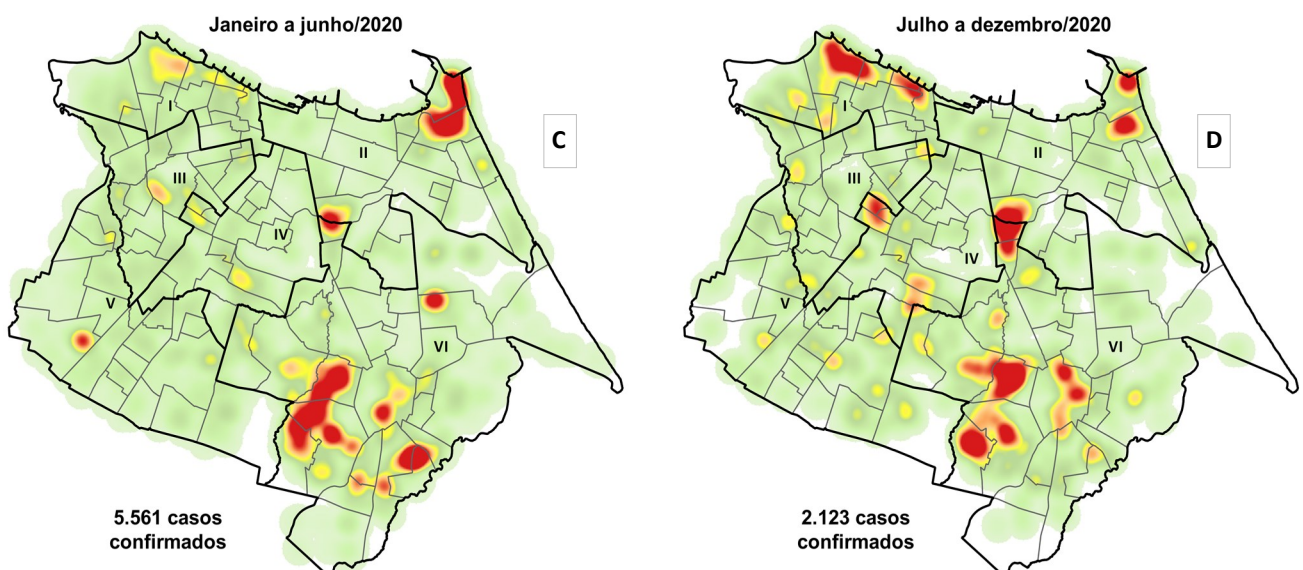 Janeiro a junho/2020
C
I
II
III
IV
V
VI
5.561 casos
confirmados
Julho a dezembro/2020
D
I
II
III
IV
V
VI
2.123 casos
confirmados